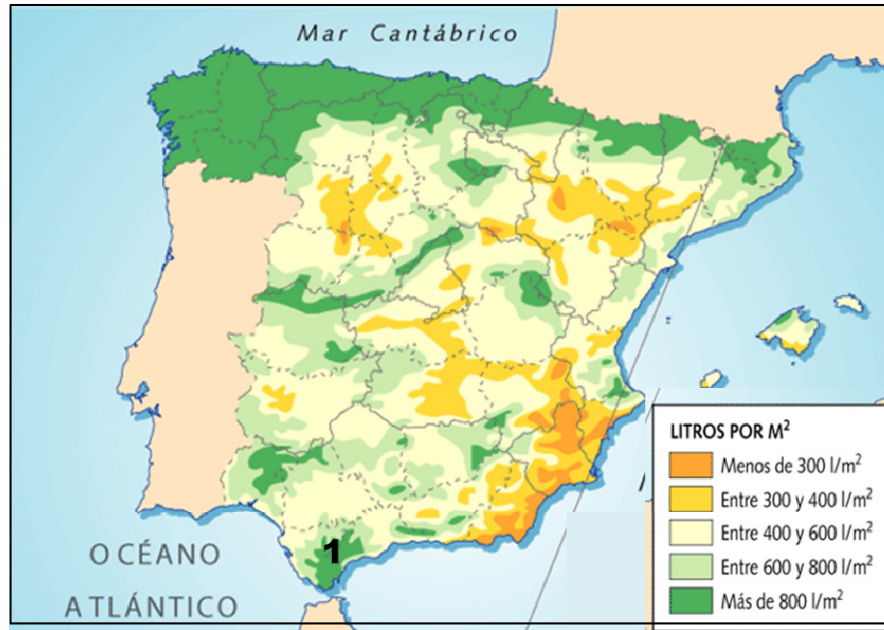 Mar Cantábrico
1
OCÉANO
ATLÁNTICO
LITROS POR M²
Menos de 300 l/m²
Entre 300 y 400 l/m²
Entre 400 y 600 l/m²
Entre 600 y 800 l/m²
Más de 800 l/m²